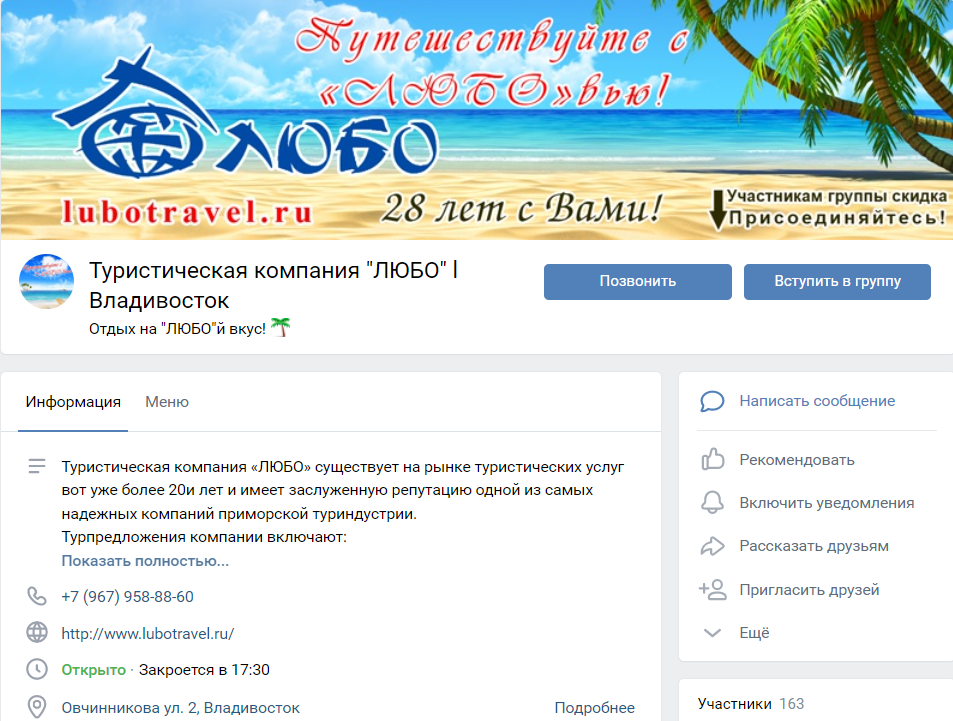 Путешествуйте с
«ЛЮБО»вью!
ЛЮБО
lubotravel.ru
28 лет с Вами!
Участникам группы скидка
Присоединяйтесь!
Туристическая компания "ЛЮБО" l
Владивосток
Отдых на "ЛЮБО"й вкус! 🌴
Позвонить
Вступить в группу
Информация
Меню
Туристическая компания «ЛЮБО» существует на рынке туристических услуг
вот уже более 20и лет и имеет заслуженную репутацию одной из самых
надежных компаний приморской туриндустрии.
Турпредложения компании включают:
Показать полностью...
+7 (967) 958-88-60
http://www.lubotravel.ru/
Открыто · Закроется в 17:30
Овчинникова ул. 2, Владивосток
Подробнее
Написать сообщение
Рекомендовать
Включить уведомления
Рассказать друзьям
Пригласить друзей
Ещё
Участники 163